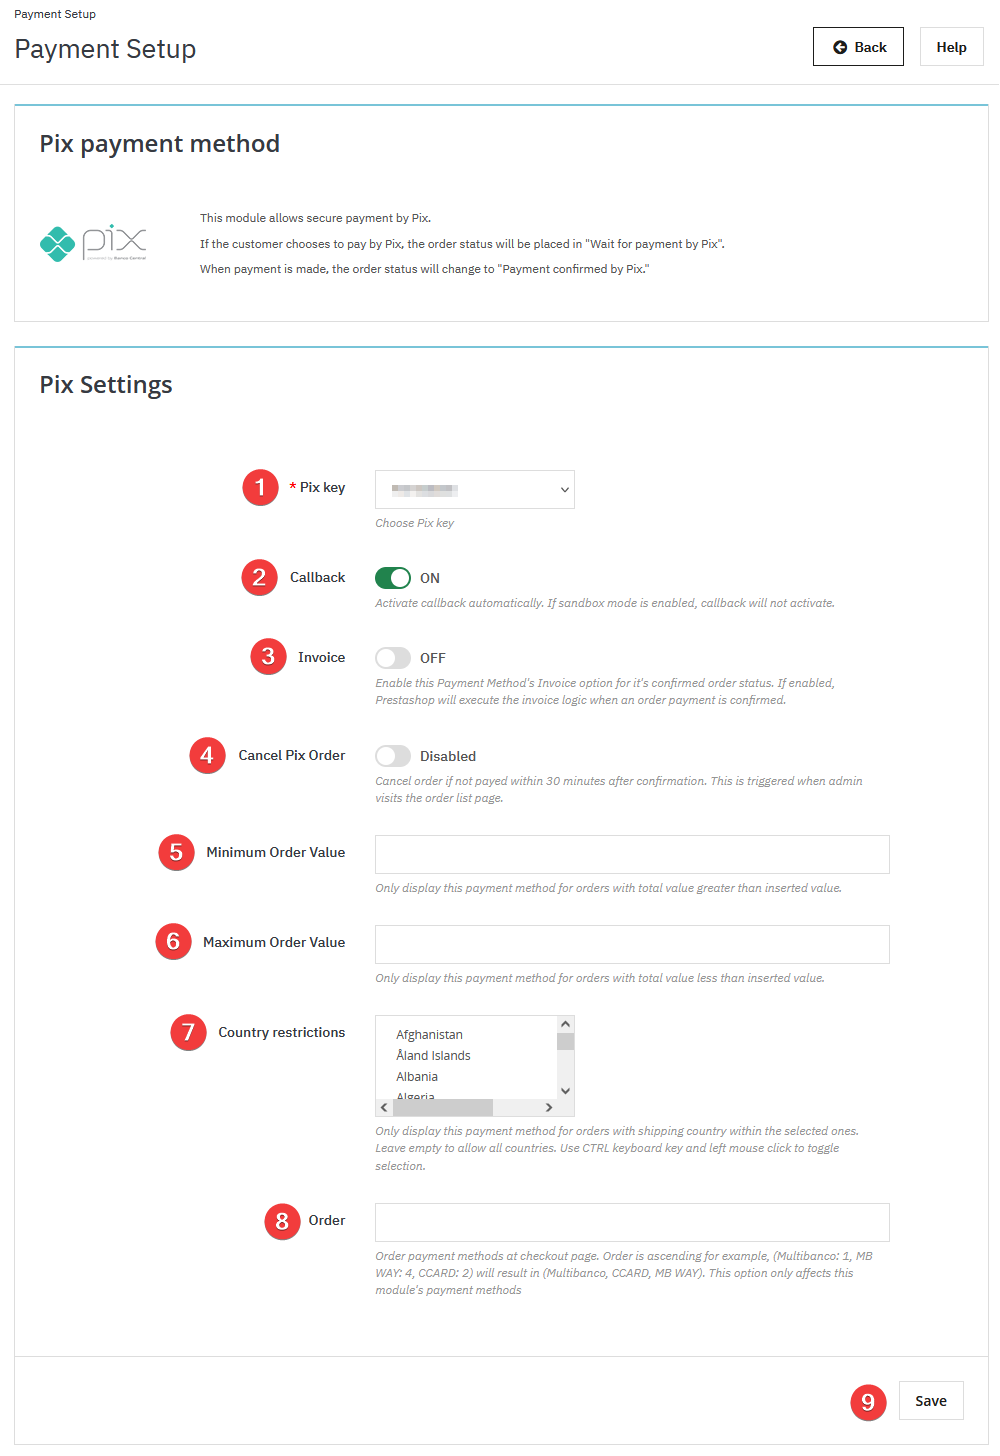 Payment Setup
Payment Setup
Back
Help
Pix payment method
pix
powered by Banco Central
This module allows secure payment by Pix.
If the customer chooses to pay by Pix, the order status will be placed in "Wait for payment by Pix".
When payment is made, the order status will change to "Payment confirmed by Pix."
Pix Settings
1 * Pix key
Choose Pix key
2 Callback ON
Activate callback automatically. If sandbox mode is enabled, callback will not activate.
3 Invoice OFF
Enable this Payment Method's Invoice option for it's confirmed order status. If enabled,
Prestashop will execute the invoice logic when an order payment is confirmed.
4 Cancel Pix Order Disabled
Cancel order if not payed within 30 minutes after confirmation. This is triggered when admin
visits the order list page.
5 Minimum Order Value
Only display this payment method for orders with total value greater than inserted value.
6 Maximum Order Value
Only display this payment method for orders with total value less than inserted value.
7 Country restrictions
Afghanistan
Åland Islands
Albania
Algeria
Only display this payment method for orders with shipping country within the selected ones.
Leave empty to allow all countries. Use CTRL keyboard key and left mouse click to toggle
selection.
8 Order
Order payment methods at checkout page. Order is ascending for example, (Multibanco: 1, MB
WAY: 4, CCARD: 2) will result in (Multibanco, CCARD, MB WAY). This option only affects this
module's payment methods
9 Save